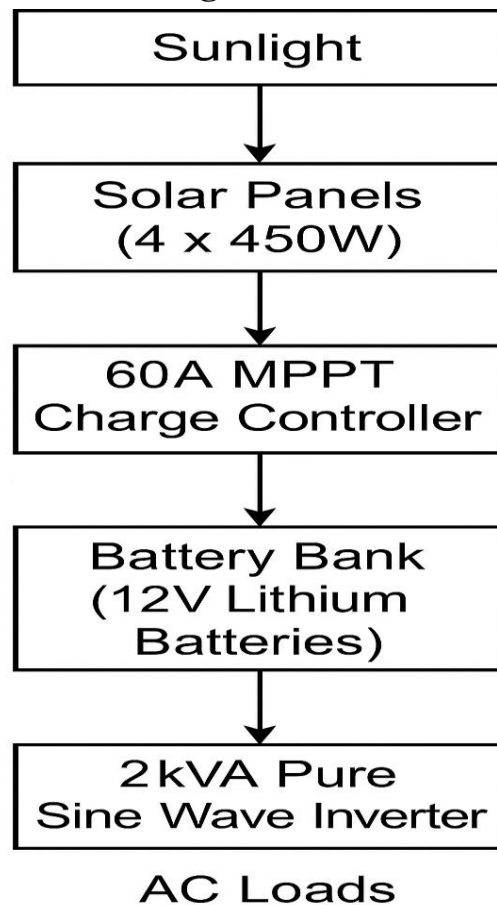 Sunlight
Solar Panels
(4 x 450W)
60A MPPT
Charge Controller
Battery Bank
(12V Lithium
Batteries)
2kVA Pure
Sine Wave Inverter
AC Loads